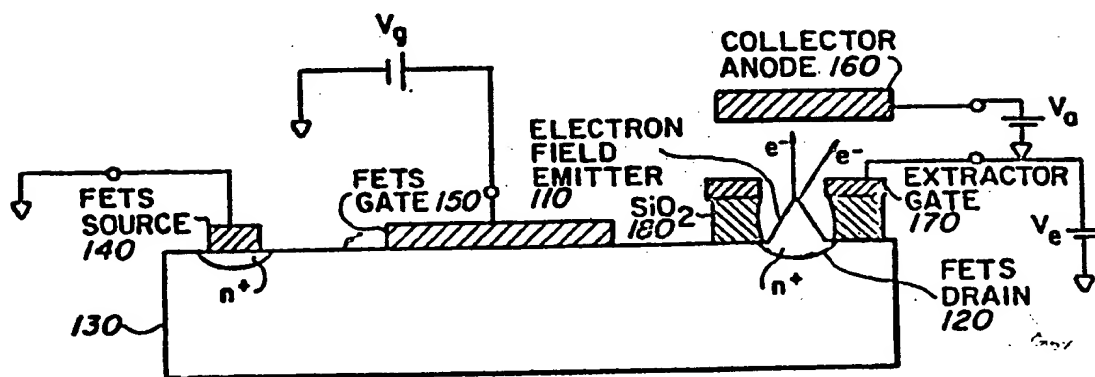 Vg
COLLECTOR
ANODE 160
Va
ELECTRON
FIELD
EMITTER
110
e-
e-
FETS
GATE 150
FETS
SOURCE
140
SiO2
180
EXTRACTOR
GATE
170
Ve
n+
n+
FETS
DRAIN
120
130